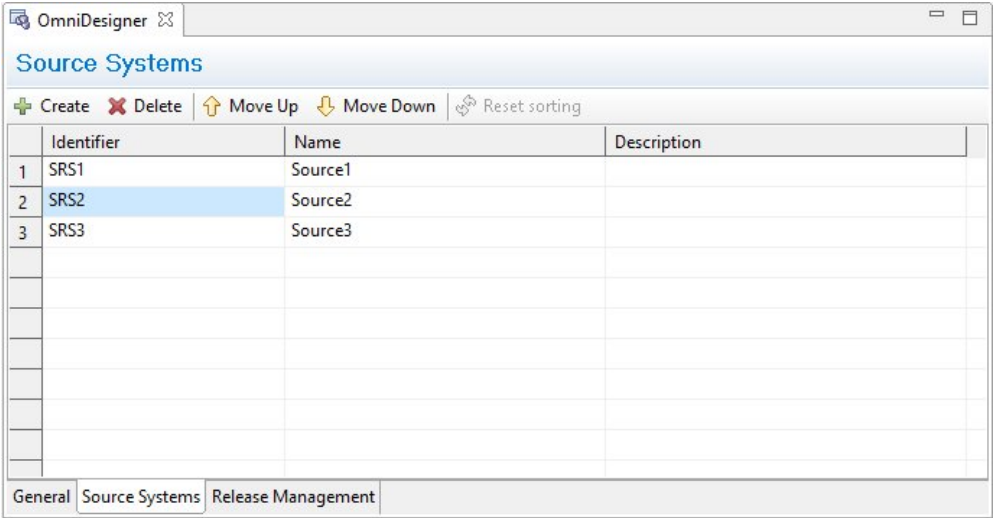 OmniDesigner
Source Systems
Create Delete Move Up Move Down Reset sorting
Identifier Name Description
1 SRS1 Source1
2 SRS2 Source2
3 SRS3 Source3
General Source Systems Release Management